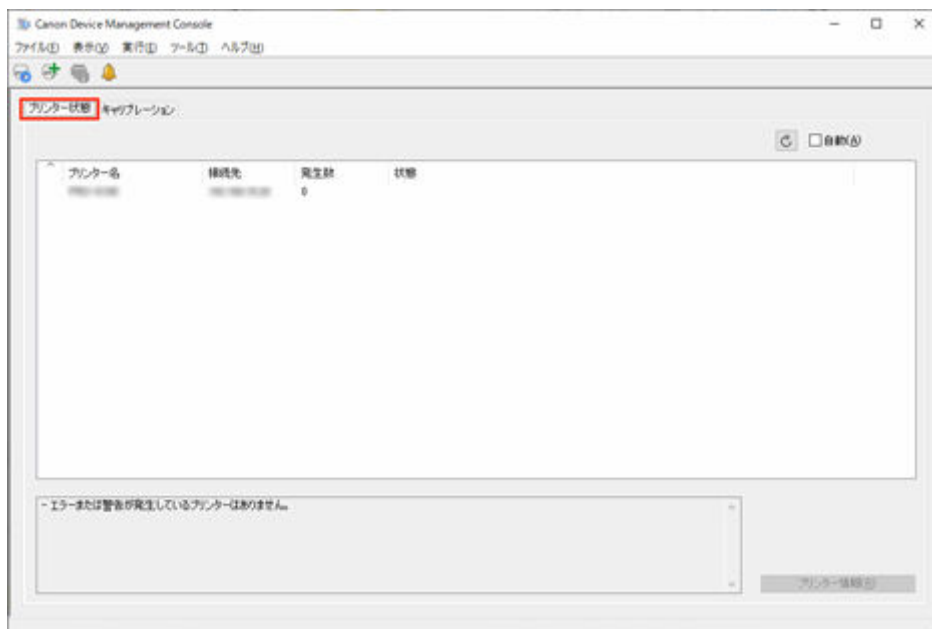 Canon Device Management Console
ファイル(F) 表示(V) 実行(E) ツール(T) ヘルプ(H)
プリンター状態 キャリブレーション
自動(A)
プリンター名 接続先 発生数 状態
0
- エラーまたは警告が発生しているプリンターはありません。
プリンター情報(R)